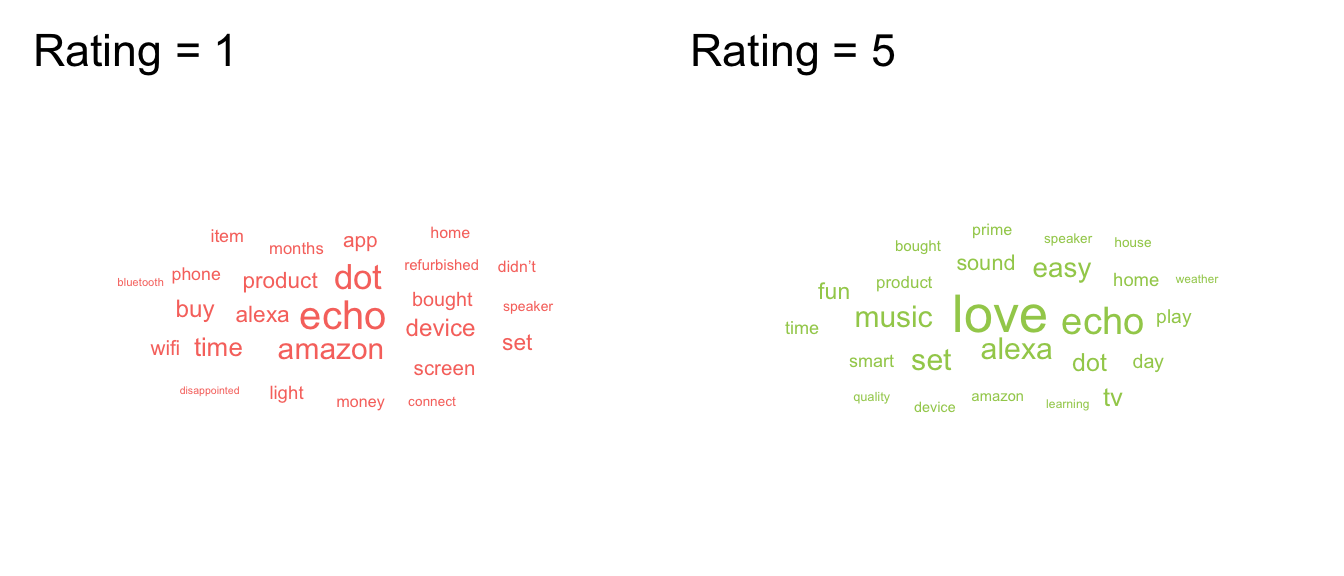 Rating = 1
item
months
app
home
bluetooth
phone
product
dot
refurbished
didn’t
buy
alexa
echo
bought
speaker
wifi
time
amazon
device
set
screen
disappointed
light
money
connect
Rating = 5
prime
bought
speaker
house
sound
easy
fun
product
home
weather
time
music
love
echo
play
smart
set
alexa
dot
day
quality
device
amazon
learning
tv